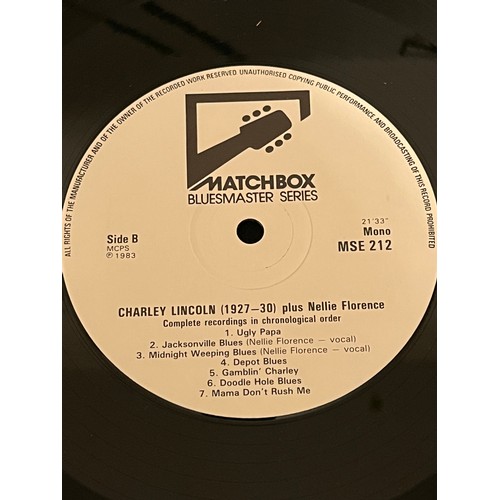 ALL RIGHTS OF THE MANUFACTURER AND OF THE OWNER OF THE RECORDED WORK RESERVED UNAUTHORISED COPYING PUBLIC PERFORMANCE AND BROADCASTING OF THIS RECORD PROHIBITED
MATCHBOX
BLUESMASTER SERIES
Side B
MCPS
℗ 1983
21'33"
Mono
MSE 212
CHARLEY LINCOLN (1927–30) plus Nellie Florence
Complete recordings in chronological order
1. Ugly Papa
2. Jacksonville Blues (Nellie Florence — vocal)
3. Midnight Weeping Blues (Nellie Florence — vocal)
4. Depot Blues
5. Gamblin' Charley
6. Doodle Hole Blues
7. Mama Don't Rush Me